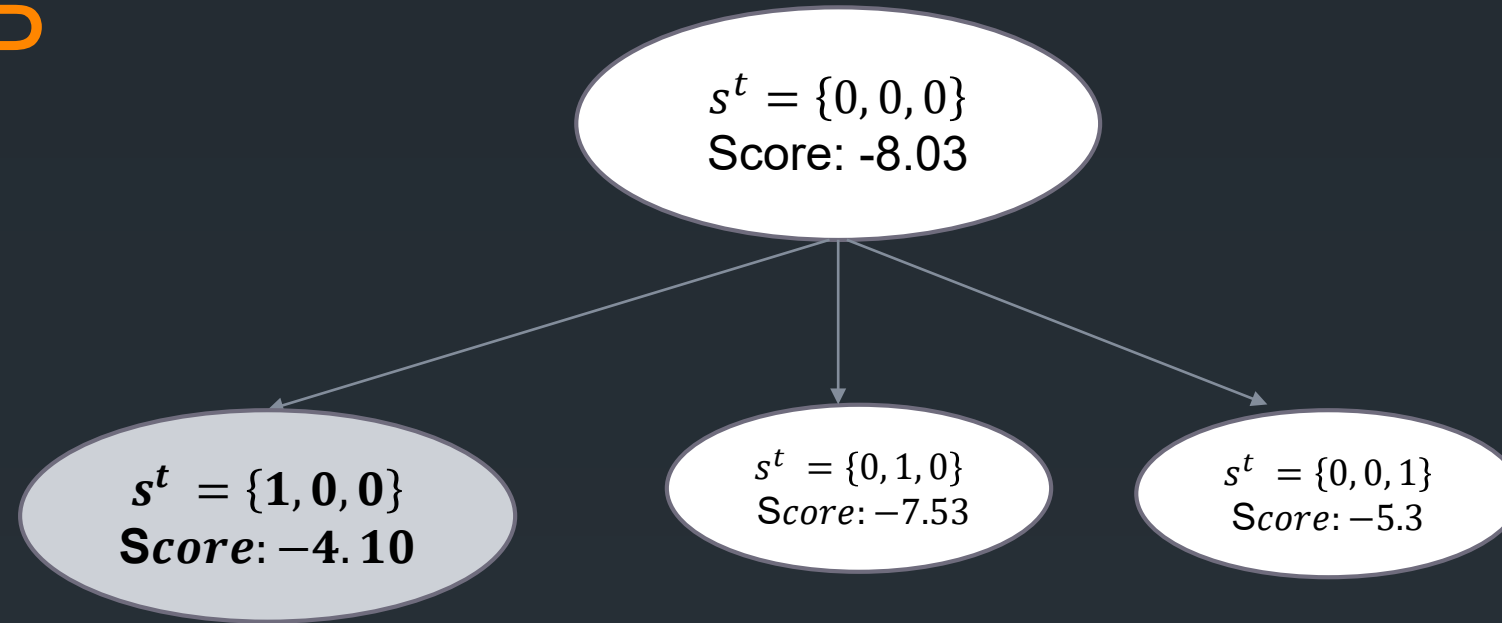 s^t = {0, 0, 0}
Score: -8.03
s^t = {1, 0, 0}
Score: −4. 10
s^t = {0, 1, 0}
Score: −7.53
s^t = {0, 0, 1}
Score: −5.3